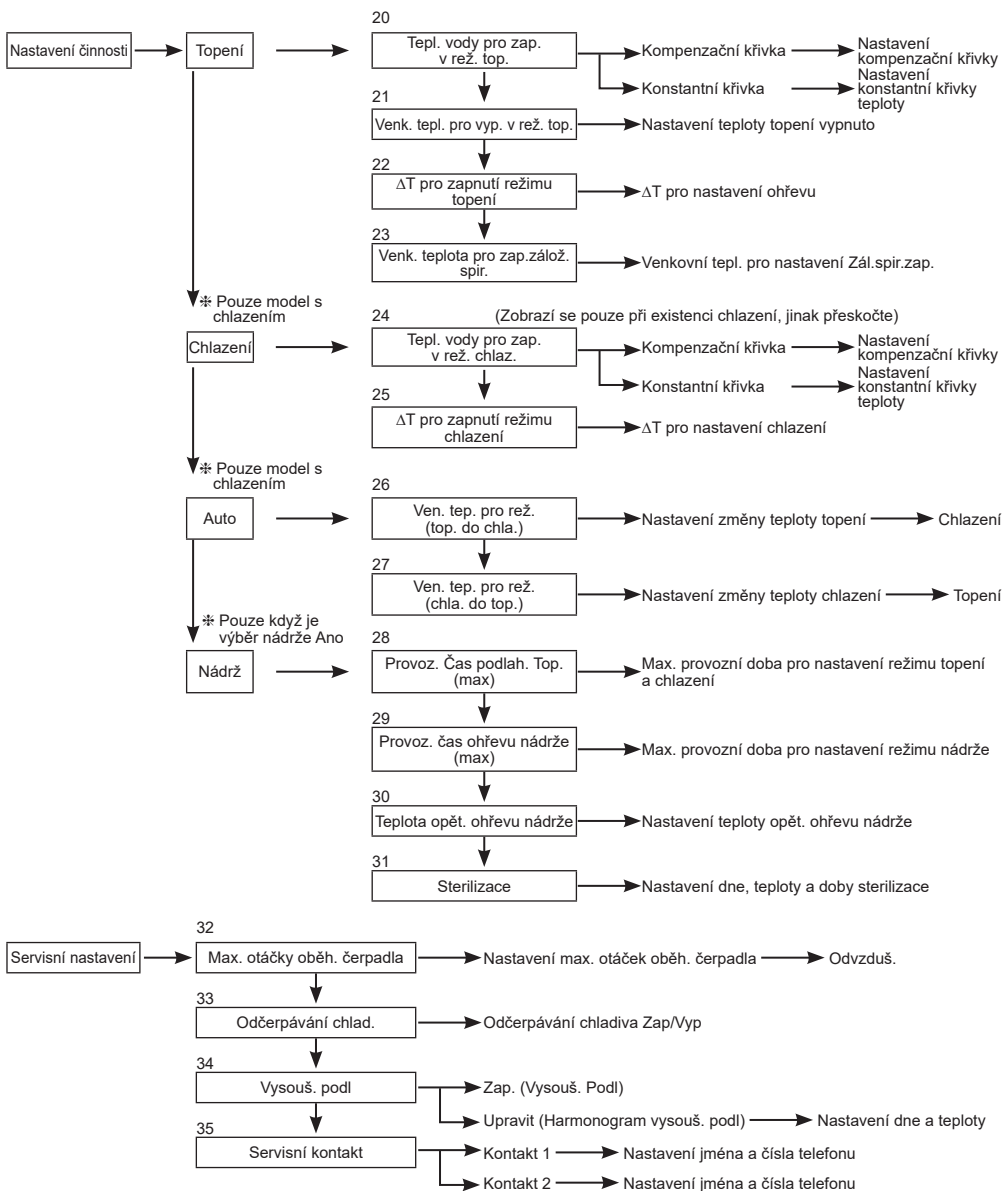 20
Nastavení činnosti
Topení
Tepl. vody pro zap.
v rež. top.
Kompenzační křivka
Nastavení
kompenzační křivky
Konstantní křivka
Nastavení
konstantní křivky
teploty
21
Venk. tepl. pro vyp. v rež. top.
Nastavení teploty topení vypnuto
22
∆T pro zapnutí režimu
topení
∆T pro nastavení ohřevu
23
Venk. teplota pro zap.zálož.
spir.
Venkovní tepl. pro nastavení Zál.spir.zap.
❉ Pouze model s
chlazením
24
(Zobrazí se pouze při existenci chlazení, jinak přeskočte)
Chlazení
Tepl. vody pro zap.
v rež. chlaz.
Kompenzační křivka
Nastavení
kompenzační křivky
Konstantní křivka
Nastavení
konstantní křivky
teploty
25
∆T pro zapnutí režimu
chlazení
∆T pro nastavení chlazení
❉ Pouze model s
chlazením
26
Auto
Ven. tep. pro rež.
(top. do chla.)
Nastavení změny teploty topení
Chlazení
27
Ven. tep. pro rež.
(chla. do top.)
Nastavení změny teploty chlazení
Topení
❉ Pouze když je
výběr nádrže Ano
28
Nádrž
Provoz. Čas podlah. Top.
(max)
Max. provozní doba pro nastavení režimu topení
a chlazení
29
Provoz. čas ohřevu nádrže
(max)
Max. provozní doba pro nastavení režimu nádrže
30
Teplota opět. ohřevu nádrže
Nastavení teploty opět. ohřevu nádrže
31
Sterilizace
Nastavení dne, teploty a doby sterilizace
32
Servisní nastavení
Max. otáčky oběh. čerpadla
Nastavení max. otáček oběh. čerpadla
Odvzduš.
33
Odčerpávání chlad.
Odčerpávání chladiva Zap/Vyp
34
Vysouš. podl
Zap. (Vysouš. Podl)
Upravit (Harmonogram vysouš. podl)
Nastavení dne a teploty
35
Servisní kontakt
Kontakt 1
Nastavení jména a čísla telefonu
Kontakt 2
Nastavení jména a čísla telefonu